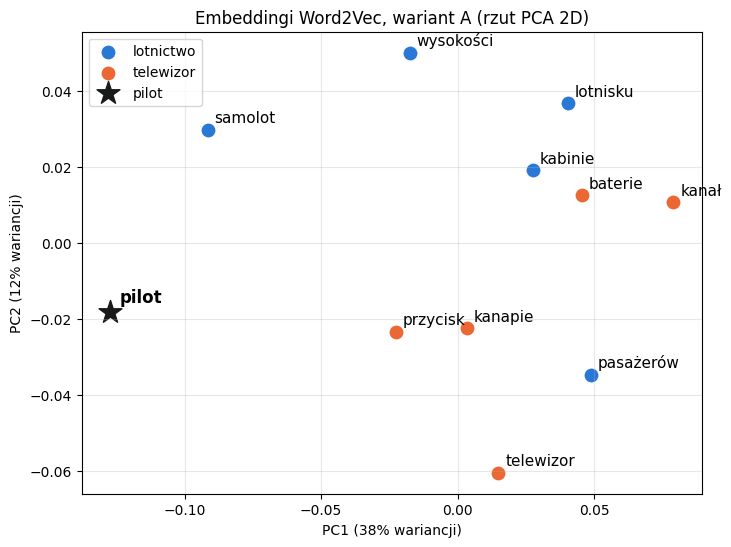 Embeddingi Word2Vec, wariant A (rzut PCA 2D)
lotnictwo
telewizor
pilot
wysokości
lotnisku
samolot
kabinie
baterie
kanał
pilot
przycisk
kanapie
pasażerów
telewizor
0.04
0.02
0.00
−0.02
−0.04
−0.06
PC2 (12% wariancji)
−0.10
−0.05
0.00
0.05
PC1 (38% wariancji)